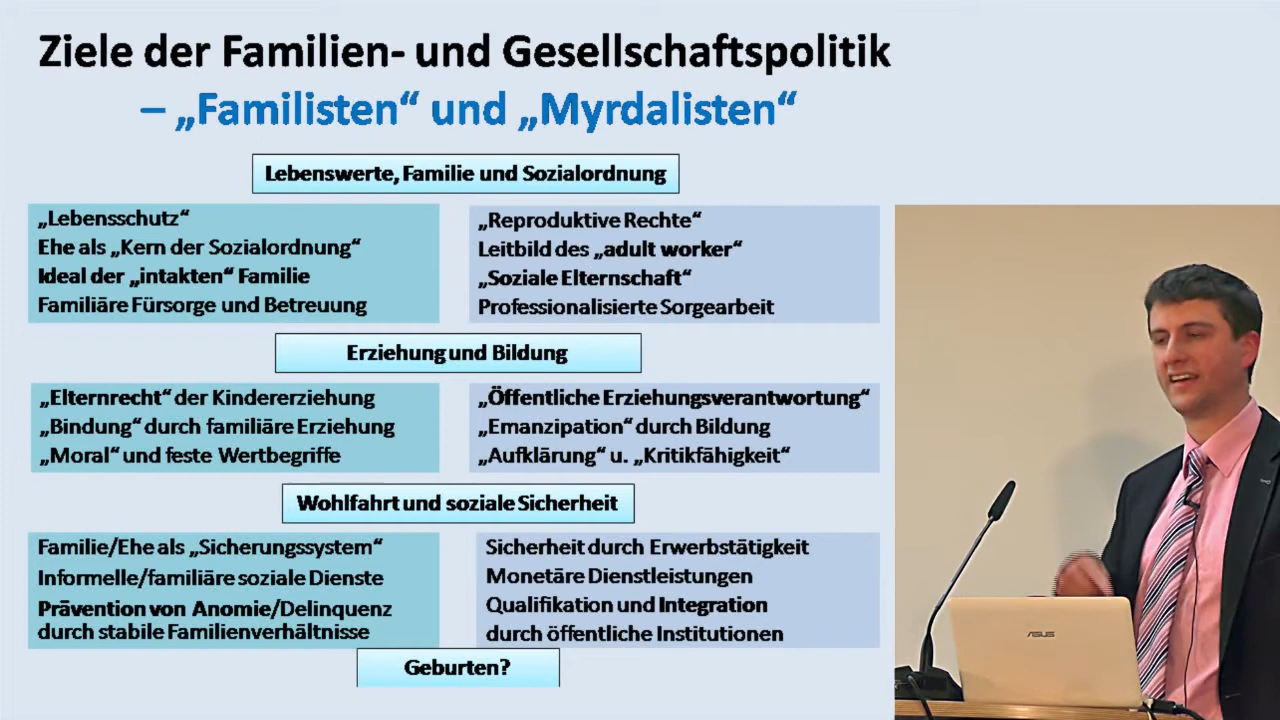 Ziele der Familien- und Gesellschaftspolitik
– „Familisten“ und „Myrdalisten“
Lebenswerte, Familie und Sozialordnung
„Lebensschutz“
Ehe als „Kern der Sozialordnung“
Ideal der „intakten“ Familie
Familiäre Fürsorge und Betreuung
„Reproduktive Rechte“
Leitbild des „adult worker“
„Soziale Elternschaft“
Professionalisierte Sorgearbeit
Erziehung und Bildung
„Elternrecht“ der Kindererziehung
„Bindung“ durch familiäre Erziehung
„Moral“ und feste Wertbegriffe
„Öffentliche Erziehungsverantwortung“
„Emanzipation“ durch Bildung
„Aufklärung“ u. „Kritikfähigkeit“
Wohlfahrt und soziale Sicherheit
Familie/Ehe als „Sicherungssystem“
Informelle/familiäre soziale Dienste
Prävention von Anomie/Delinquenz
durch stabile Familienverhältnisse
Sicherheit durch Erwerbstätigkeit
Monetäre Dienstleistungen
Qualifikation und Integration
durch öffentliche Institutionen
Geburten?
ASUS